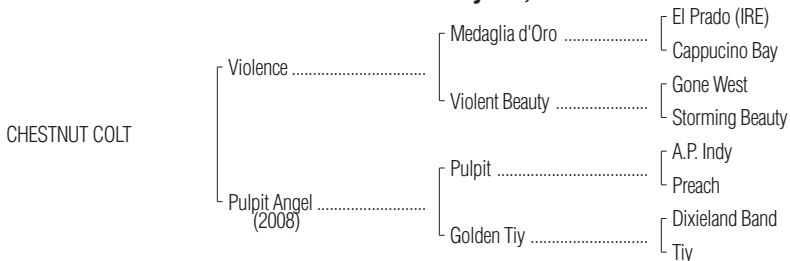 El Prado (IRE)
Medaglia d'Oro ....................
Cappucino Bay
Violence ................................
Gone West
Violent Beauty ......................
Storming Beauty
CHESTNUT COLT
A.P. Indy
Pulpit ....................................
Preach
Pulpit Angel ..........................
(2008)
Dixieland Band
Golden Tiy ............................
Tiy